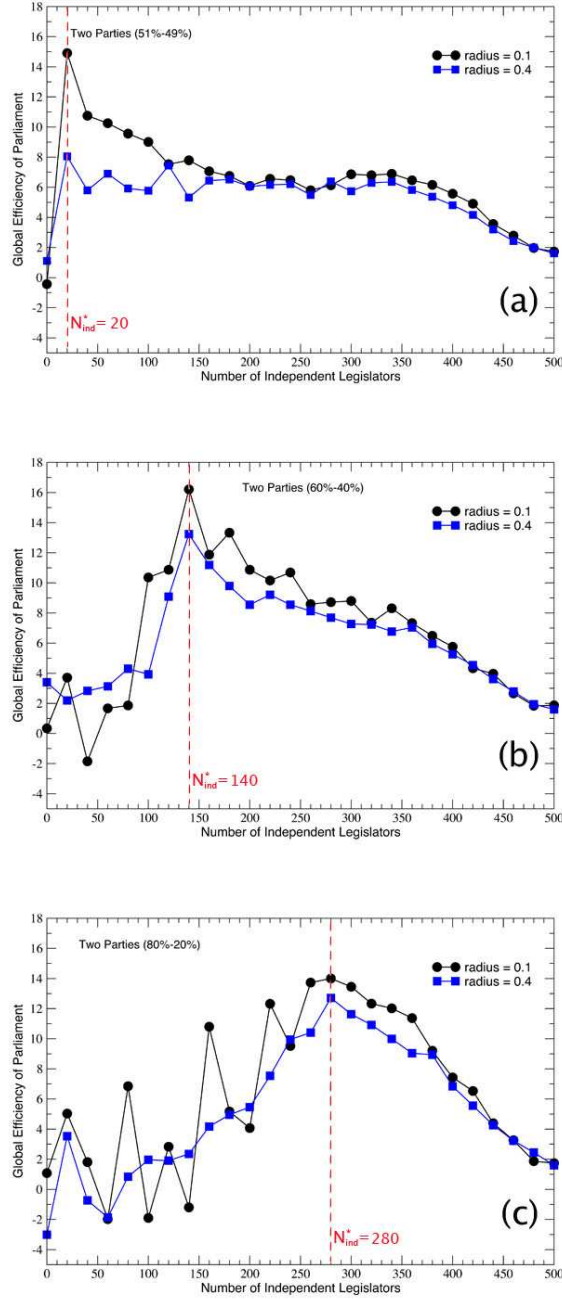 18
Two Parties (51%-49%)
16
radius = 0.1
14
radius = 0.4
12
10
8
6
4
2
0
-2
N*ind = 20
-4
(a)
0 50 100 150 200 250 300 350 400 450 500
Number of Independent Legislators
Global Efficiency of Parliament
18
Two Parties (60%-40%)
16
radius = 0.1
14
radius = 0.4
12
10
8
6
4
2
0
-2
N*ind = 140
-4
(b)
0 50 100 150 200 250 300 350 400 450 500
Number of Independent Legislators
Global Efficiency of Parliament
18
Two Parties (80%-20%)
16
radius = 0.1
14
radius = 0.4
12
10
8
6
4
2
0
-2
N*ind = 280
-4
(c)
0 50 100 150 200 250 300 350 400 450 500
Number of Independent Legislators
Global Efficiency of Parliament